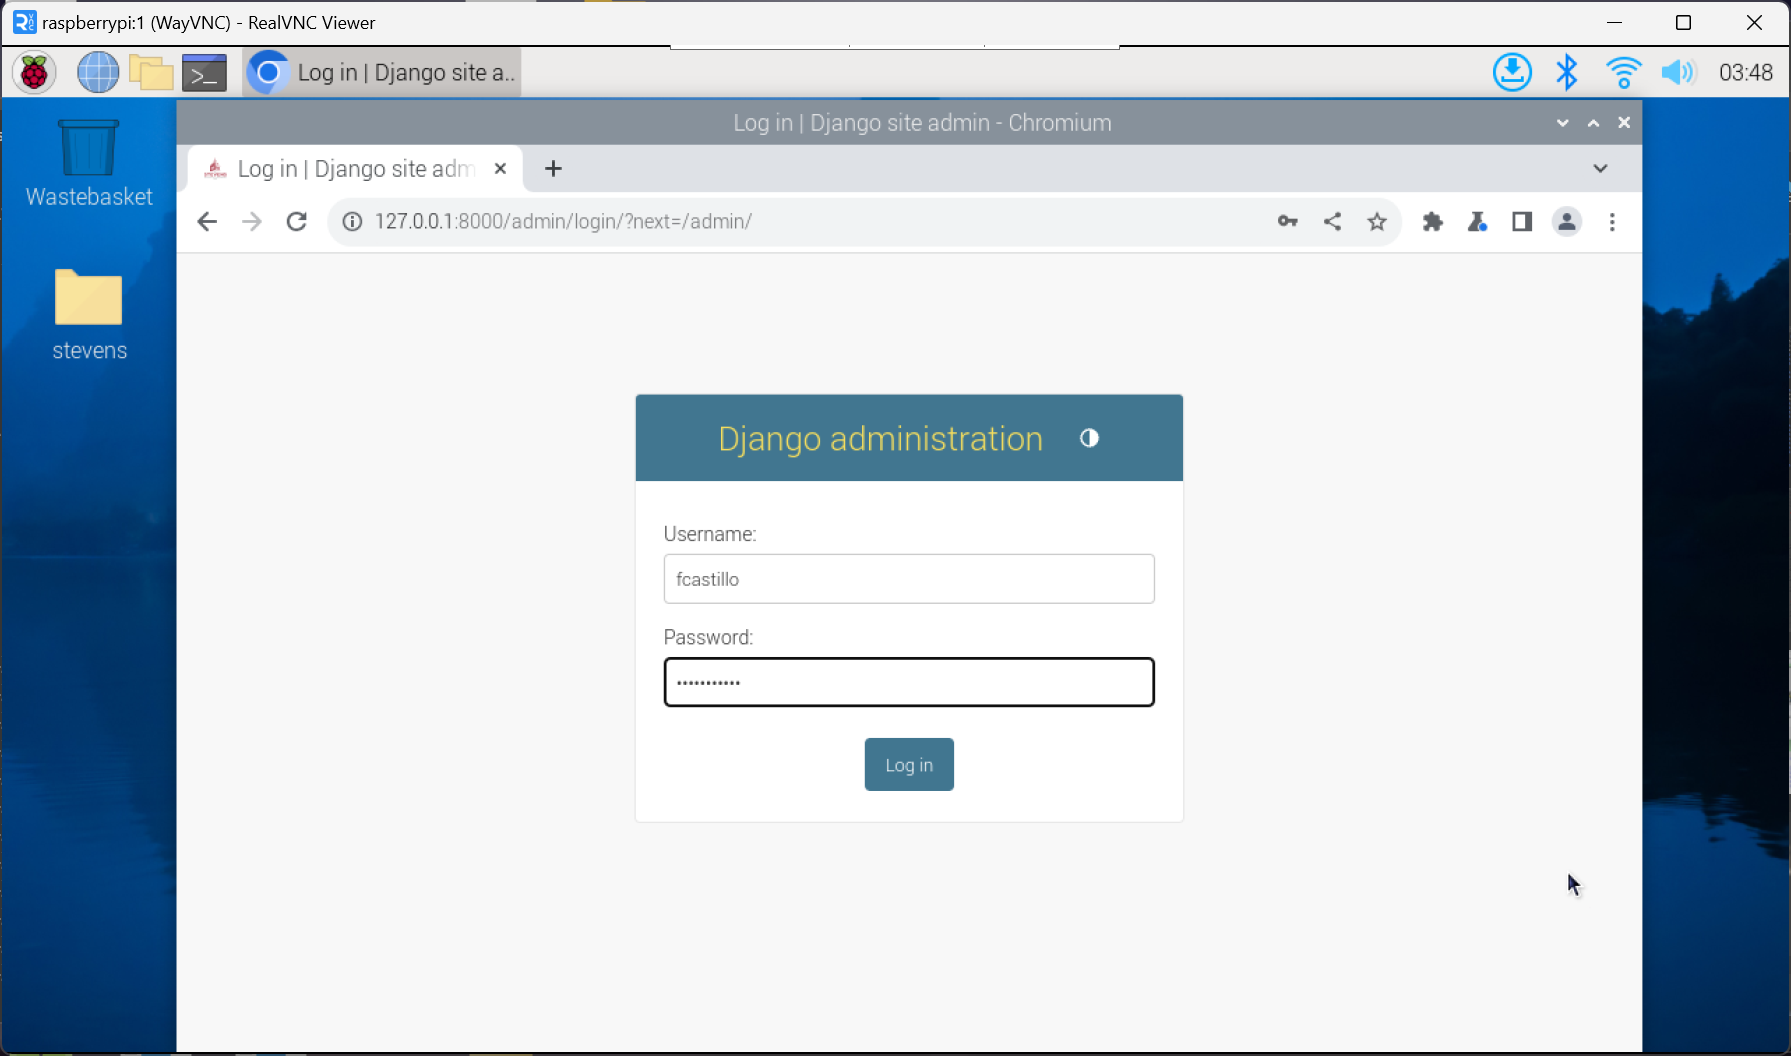 raspberrypi:1 (WayVNC) - RealVNC Viewer
Log in | Django site a..
03:48
Log in | Django site admin - Chromium
Wastebasket
Log in | Django site adm
127.0.0.1:8000/admin/login/?next=/admin/
stevens
Django administration
Username:
fcastillo
Password:
•••••••••••
Log in